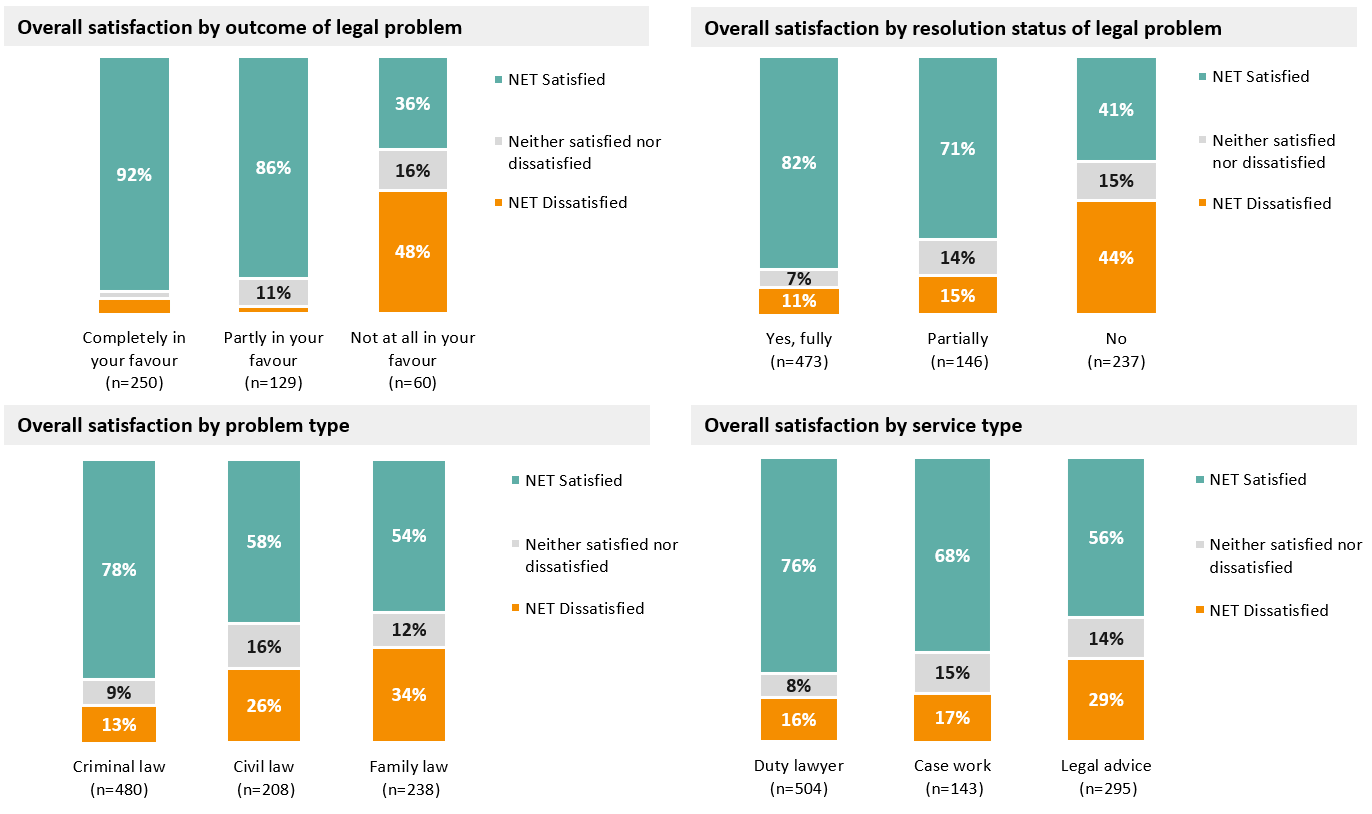 Overall satisfaction by outcome of legal problem
92%
86%
11%
36%
16%
48%
NET Satisfied
Neither satisfied nor
dissatisfied
NET Dissatisfied
Completely in
your favour
(n=250)
Partly in your
favour
(n=129)
Not at all in your
favour
(n=60)
Overall satisfaction by resolution status of legal problem
82%
7%
11%
71%
14%
15%
41%
15%
44%
NET Satisfied
Neither satisfied
nor dissatisfied
NET Dissatisfied
Yes, fully
(n=473)
Partially
(n=146)
No
(n=237)
Overall satisfaction by problem type
78%
9%
13%
58%
16%
26%
54%
12%
34%
NET Satisfied
Neither satisfied nor
dissatisfied
NET Dissatisfied
Criminal law
(n=480)
Civil law
(n=208)
Family law
(n=238)
Overall satisfaction by service type
76%
8%
16%
68%
15%
17%
56%
14%
29%
NET Satisfied
Neither satisfied nor
dissatisfied
NET Dissatisfied
Duty lawyer
(n=504)
Case work
(n=143)
Legal advice
(n=295)